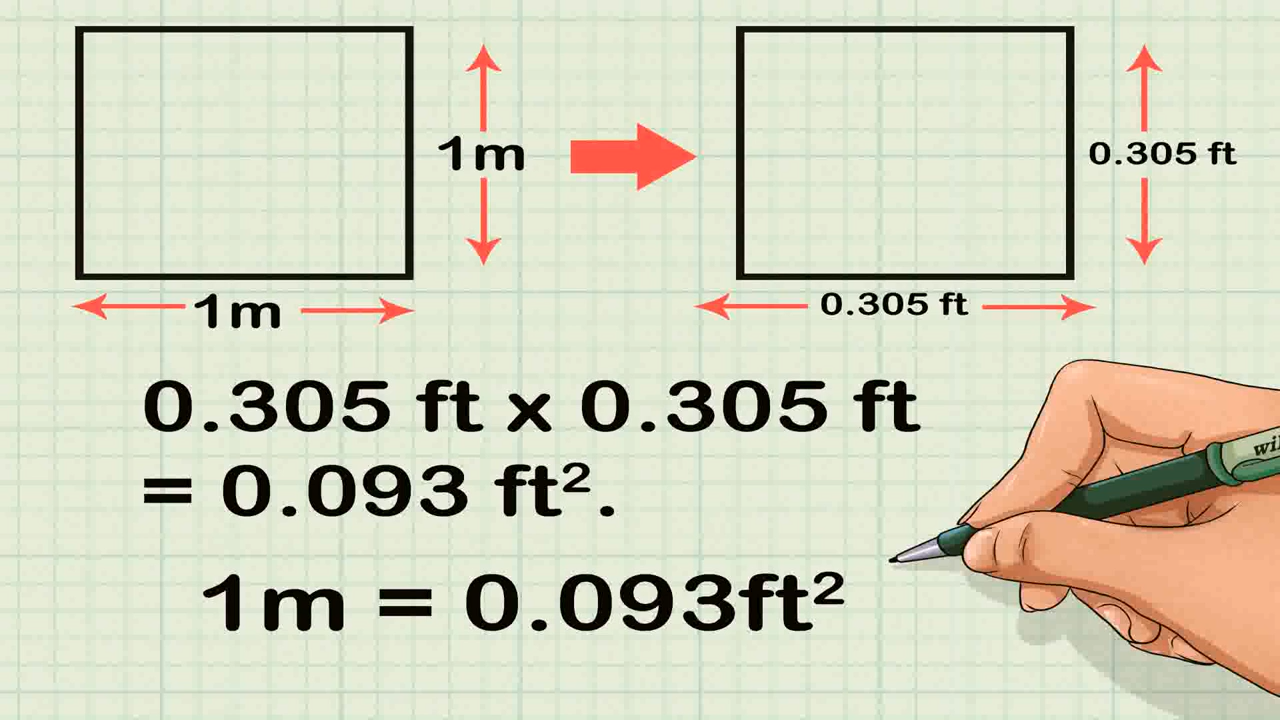 1m
1m
0.305 ft
0.305 ft
0.305 ft x 0.305 ft
= 0.093 ft².
1m = 0.093ft²